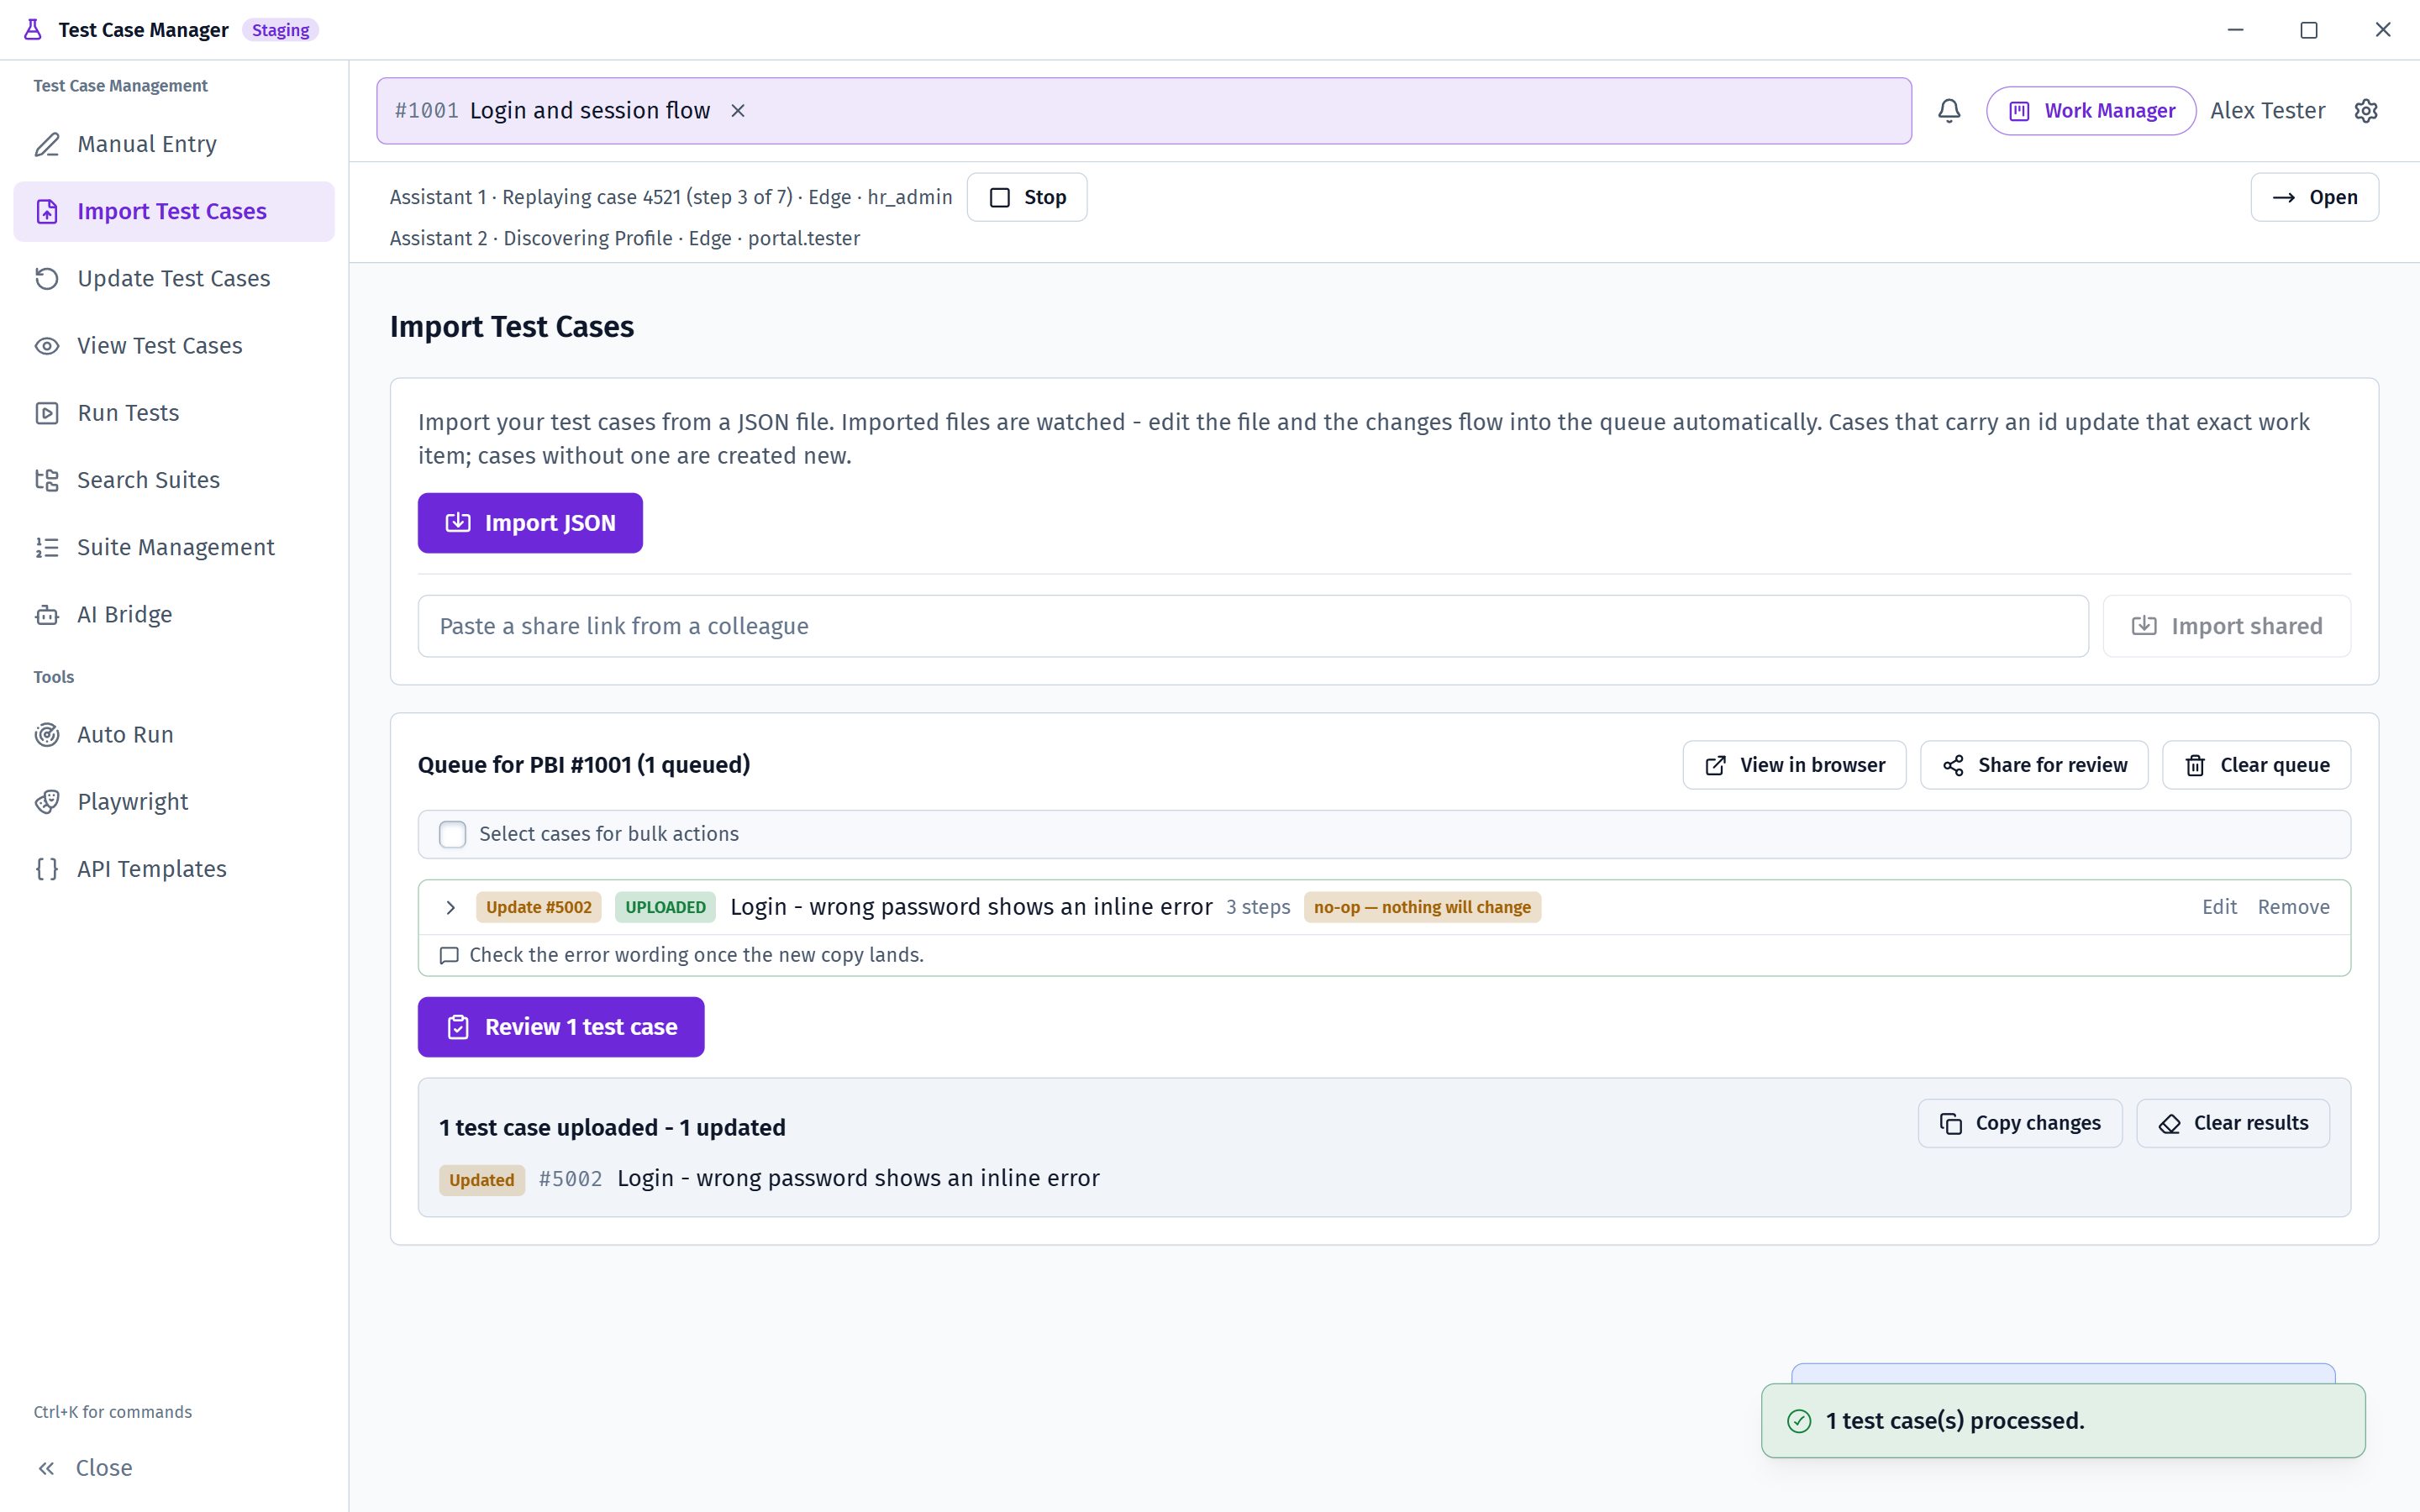 Test Case Manager Staging
Test Case Management
Manual Entry
Import Test Cases
Update Test Cases
View Test Cases
Run Tests
Search Suites
Suite Management
AI Bridge
Tools
Auto Run
Playwright
API Templates
Ctrl+K for commands
Close
#1001 Login and session flow
Work Manager
Alex Tester
Assistant 1 · Replaying case 4521 (step 3 of 7) · Edge · hr_admin
Stop
Open
Assistant 2 · Discovering Profile · Edge · portal.tester
Import Test Cases
Import your test cases from a JSON file. Imported files are watched - edit the file and the changes flow into the queue automatically. Cases that carry an id update that exact work
item; cases without one are created new.
Import JSON
Paste a share link from a colleague
Import shared
Queue for PBI #1001 (1 queued)
View in browser
Share for review
Clear queue
Select cases for bulk actions
Update #5002 UPLOADED Login - wrong password shows an inline error 3 steps no-op — nothing will change
Edit Remove
Check the error wording once the new copy lands.
Review 1 test case
1 test case uploaded - 1 updated
Copy changes
Clear results
Updated #5002 Login - wrong password shows an inline error
1 test case(s) processed.